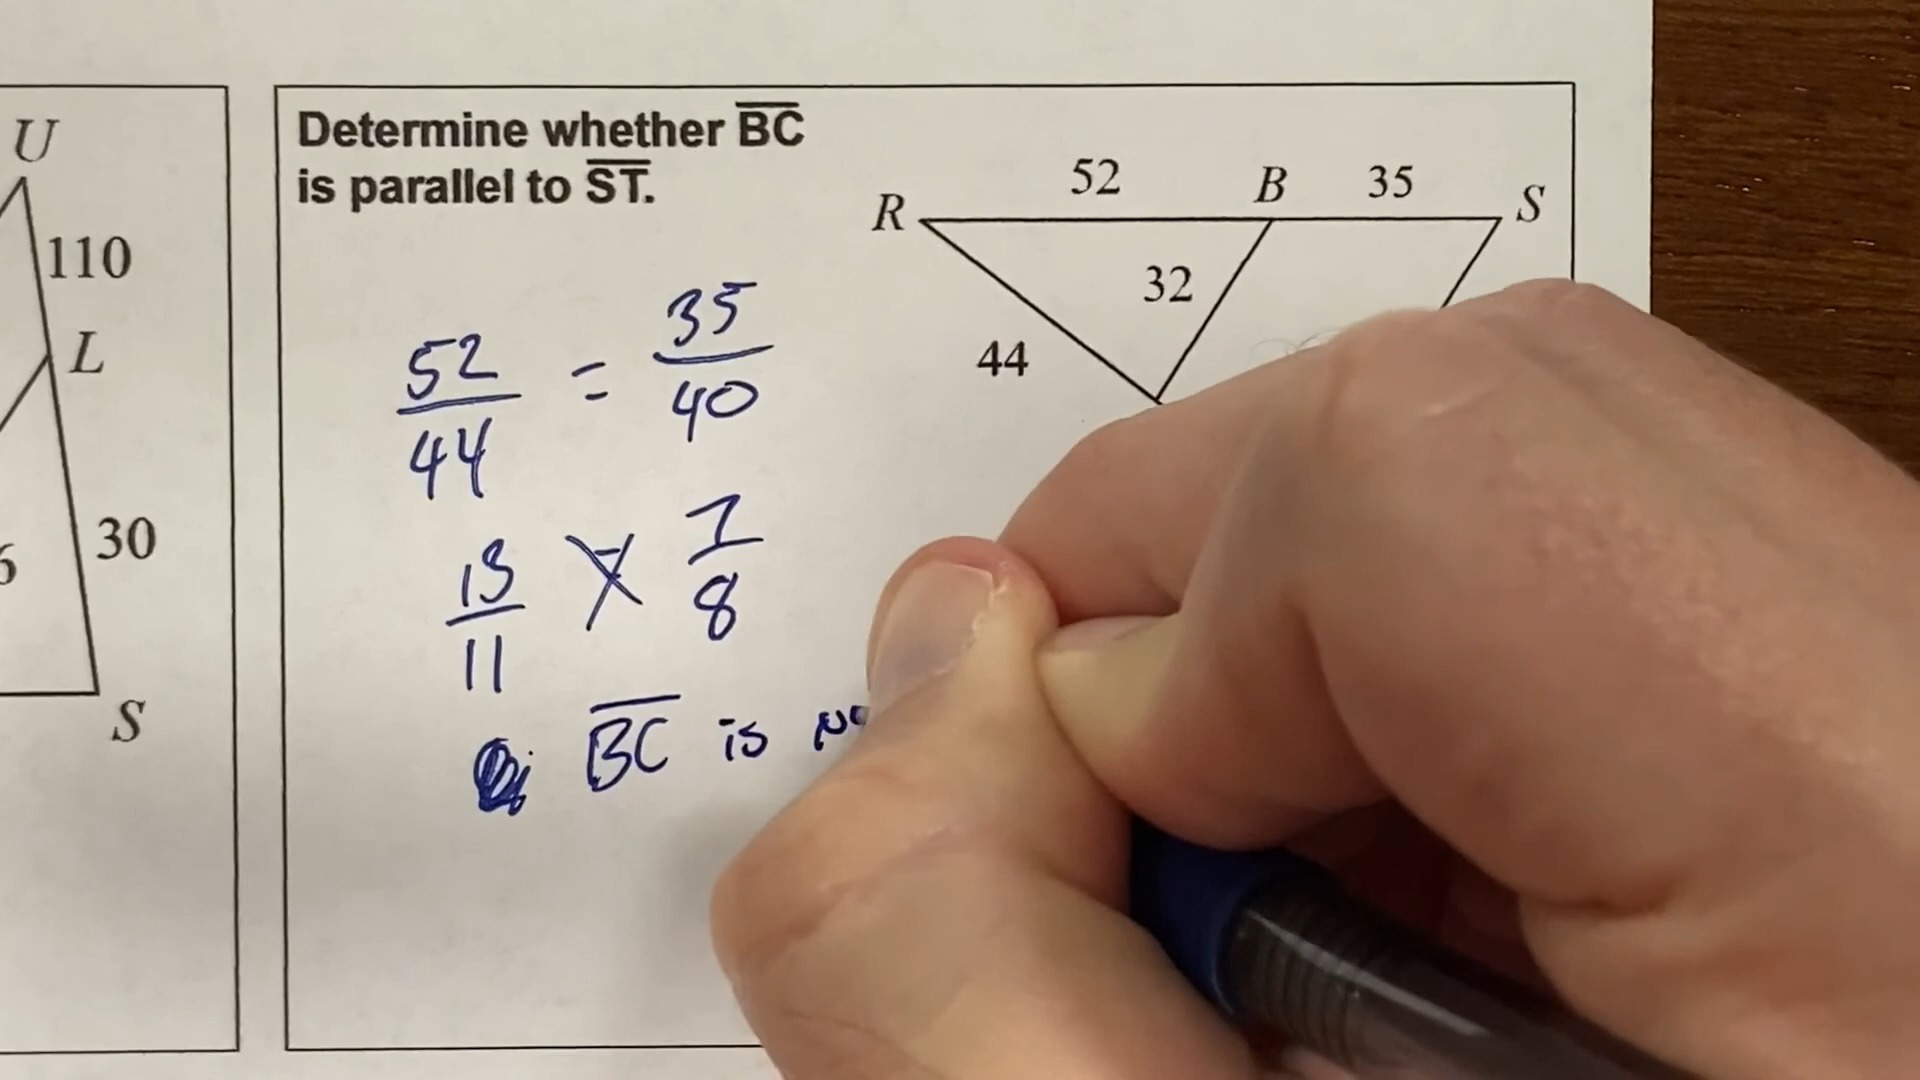 U
110
L
30
S
Determine whether BC
is parallel to ST.
R
52
B
35
S
32
44
52/44 = 35/40
13/11 7/8
BC is